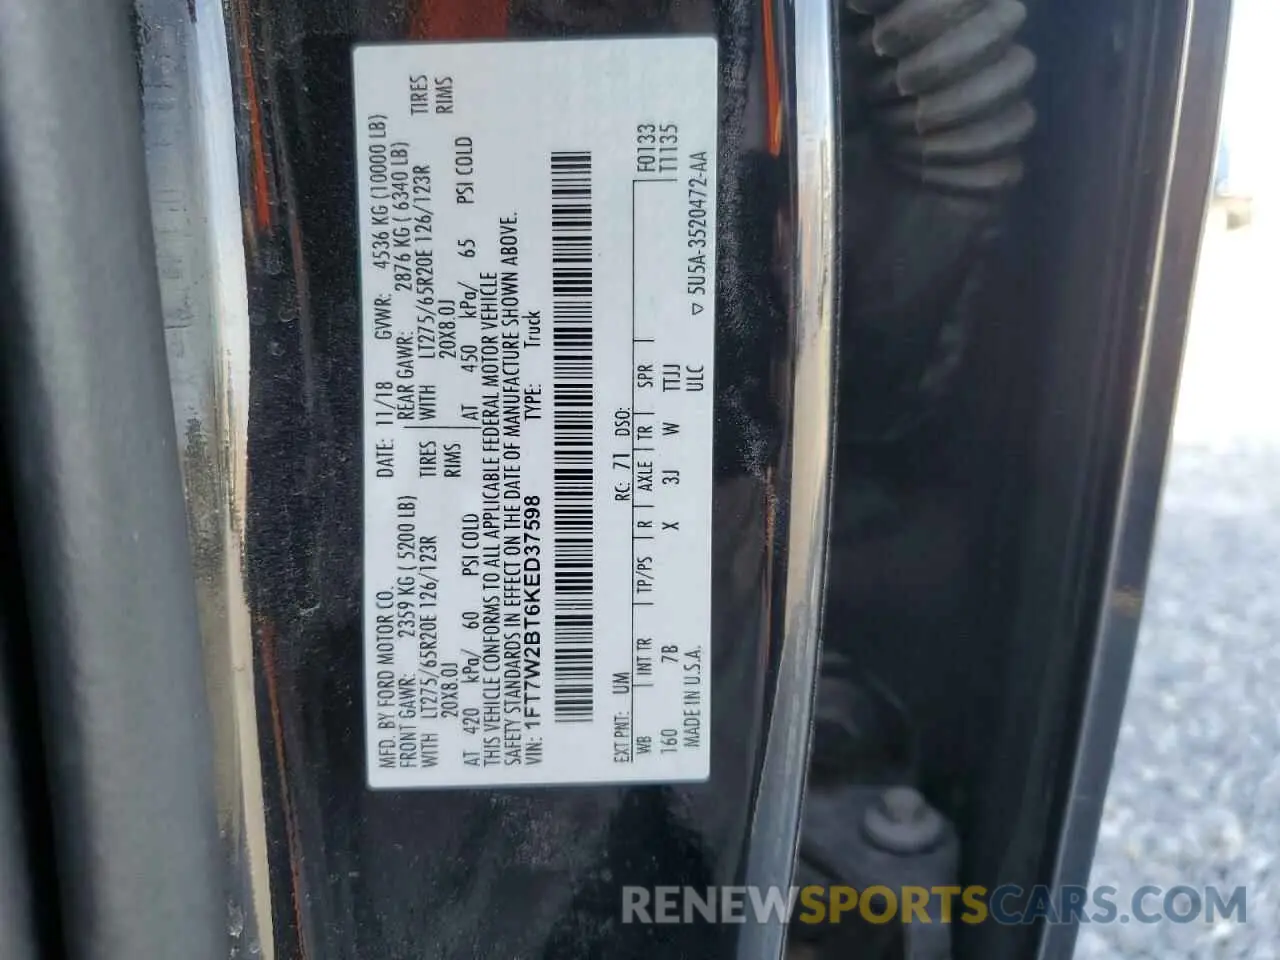 MFD. BY FORD MOTOR CO.
DATE: 11/18 GVWR: 4536 KG (10000 LB)
FRONT GAWR: 2359 KG ( 5200 LB)
REAR GAWR: 2876 KG ( 6340 LB)
WITH LT275/65R20E 126/123R TIRES
WITH LT275/65R20E 126/123R TIRES
20X8.0J RIMS
20X8.0J RIMS
AT 420 kPa/ 60 PSI COLD
AT 450 kPa/ 65 PSI COLD
THIS VEHICLE CONFORMS TO ALL APPLICABLE FEDERAL MOTOR VEHICLE
SAFETY STANDARDS IN EFFECT ON THE DATE OF MANUFACTURE SHOWN ABOVE.
VIN: 1FT7W2BT6KED37598 TYPE: Truck
EXT PNT: UM RC: 71 DSO:
WB INT TR TP/PS R AXLE TR SPR F0133
160 7B X 3J W TTJJ T1135
MADE IN U.S.A. ULC ▽ 5U5A-3520472-AA
RENEWSPORTSCARS.COM